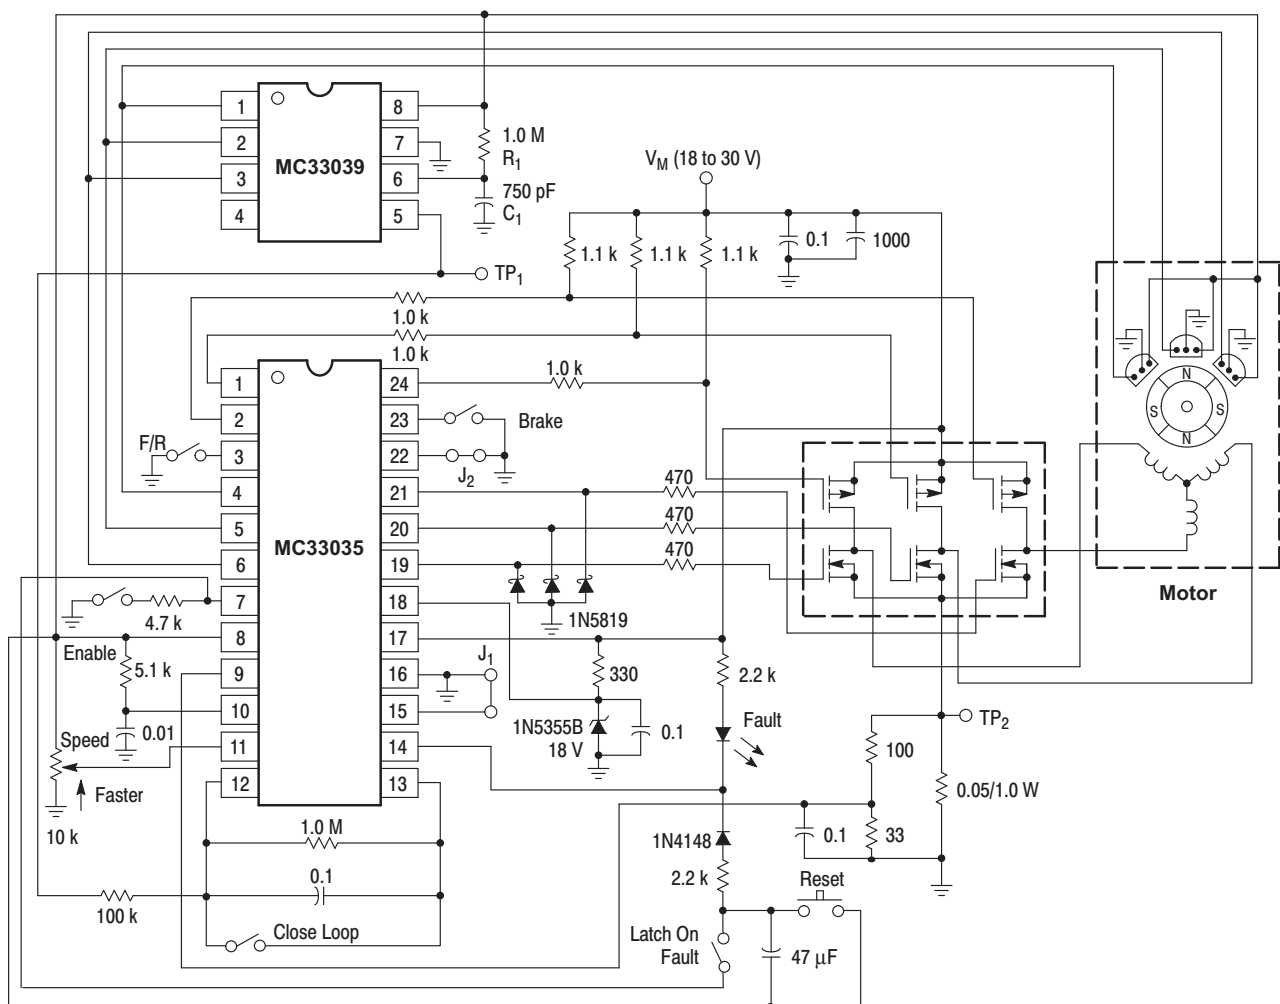 1
2
3
4
MC33039
8
7
6
5
1.0 M
R1
750 pF
C1
VM (18 to 30 V)
1.1 k
1.1 k
1.1 k
0.1
1000
TP1
1.0 k
1.0 k
1.0 k
1
2
3
4
5
6
7
8
9
10
11
12
MC33035
24
23
22
21
20
19
18
17
16
15
14
13
F/R
Brake
J2
470
470
470
N
S
S
N
Motor
1N5819
4.7 k
Enable
5.1 k
0.01
Speed
Faster
10 k
J1
330
1N5355B
18 V
0.1
2.2 k
Fault
TP2
100
0.05/1.0 W
0.1
33
1N4148
2.2 k
Reset
1.0 M
0.1
100 k
Close Loop
Latch On
Fault
47 μF